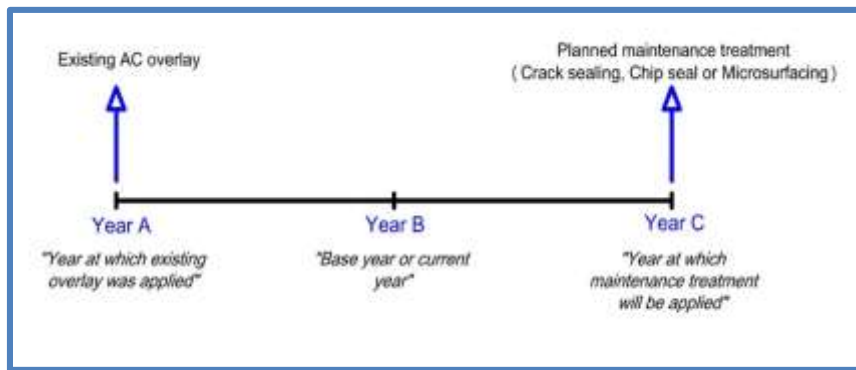 Existing AC overlay
Planned maintenance treatment
( Crack sealing, Chip seal or Microsurfacing )
Year A
Year B
Year C
"Year at which existing
overlay was applied"
"Base year or current
year"
"Year at which
maintenance treatment
will be applied"